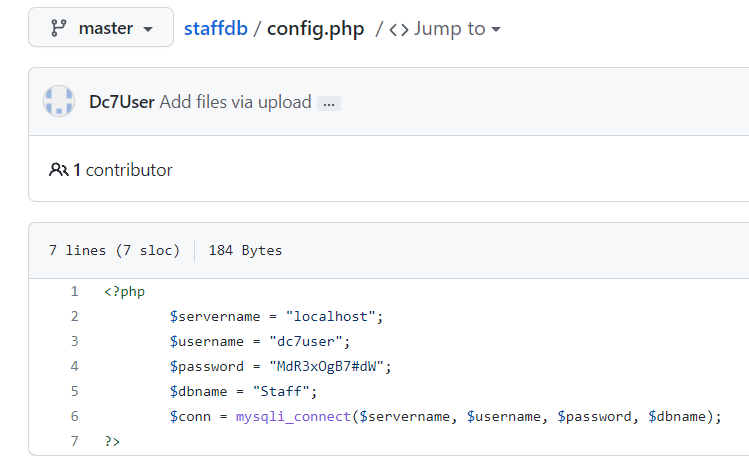 master
staffdb / config.php / <> Jump to
Dc7User Add files via upload ...
1 contributor
7 lines (7 sloc) 184 Bytes
1 <?php
2 $servername = "localhost";
3 $username = "dc7user";
4 $password = "MdR3xOgB7#dW";
5 $dbname = "Staff";
6 $conn = mysqli_connect($servername, $username, $password, $dbname);
7 ?>